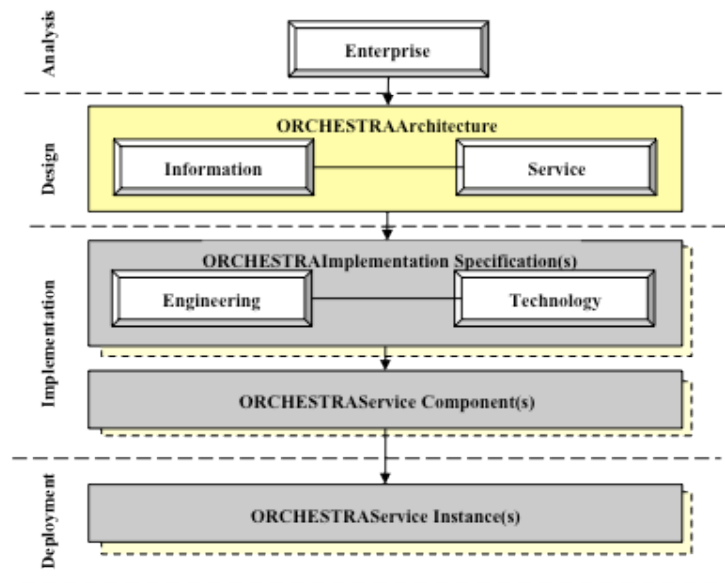 Analysis
Enterprise
Design
ORCHESTRAArchitecture
Information
Service
Implementation
ORCHESTRAImplementation Specification(s)
Engineering
Technology
ORCHESTRAService Component(s)
Deployment
ORCHESTRAService Instance(s)